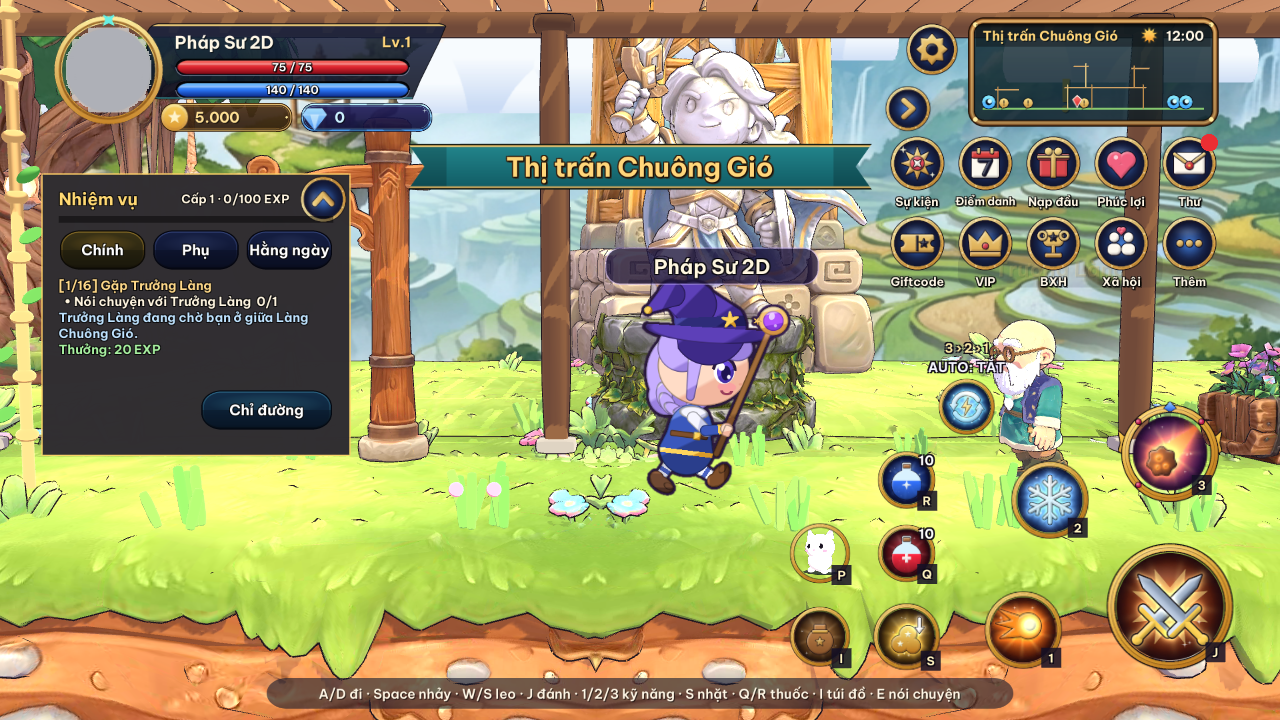 Pháp Sư 2D
Lv.1
75 / 75
140 / 140
5.000
0
Thị trấn Chuông Gió
12:00
Thị trấn Chuông Gió
Nhiệm vụ
Cấp 1 · 0/100 EXP
Chính
Phụ
Hằng ngày
[1/16] Gặp Trưởng Làng
• Nói chuyện với Trưởng Làng 0/1
Trưởng Làng đang chờ bạn ở giữa Làng
Chuông Gió.
Thưởng: 20 EXP
Chỉ đường
Pháp Sư 2D
7
Sự kiện
Điểm danh
Nạp đầu
Phúc lợi
Thư
Giftcode
VIP
BXH
Xã hội
Thêm
3›2›1
AUTO: TẮT
10
R
3
2
10
Q
P
I
S
1
J
A/D đi · Space nhảy · W/S leo · J đánh · 1/2/3 kỹ năng · S nhặt · Q/R thuốc · I túi đồ · E nói chuyện